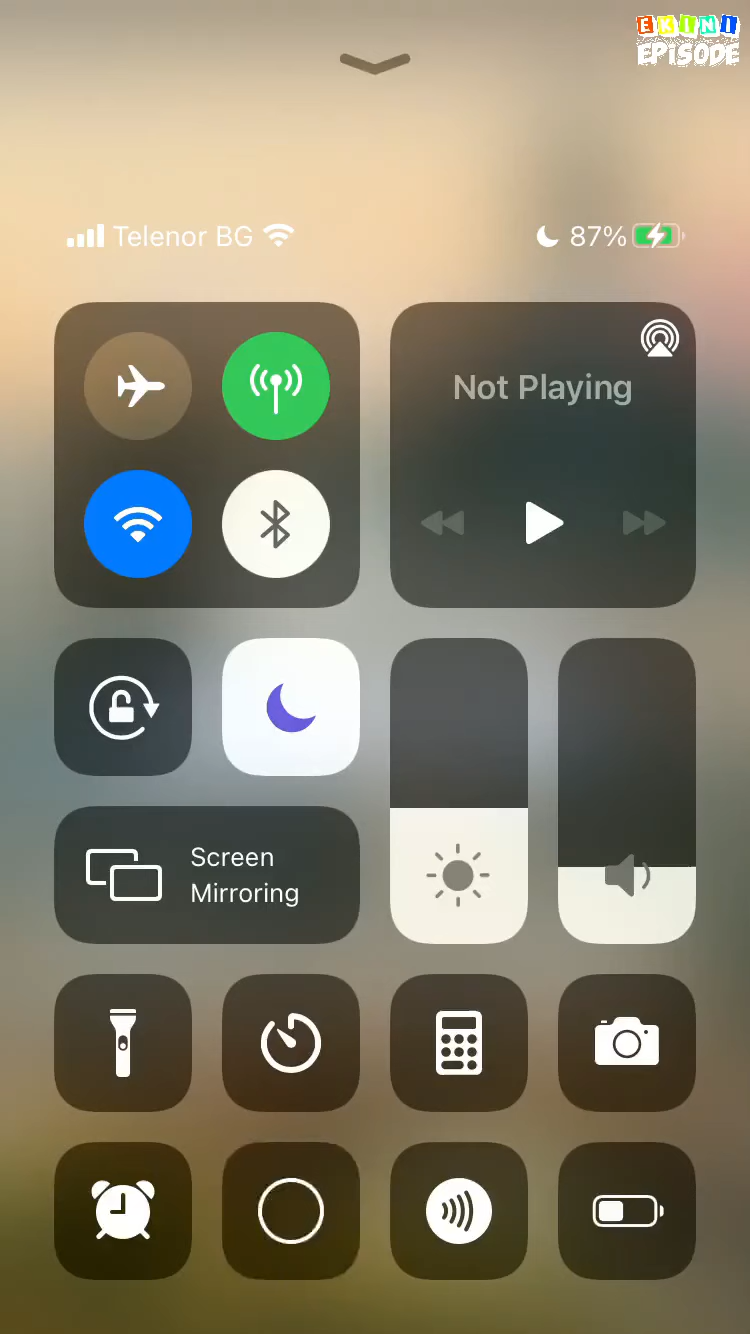 EKINI
EPISODE
Telenor BG
87%
Not Playing
Screen
Mirroring